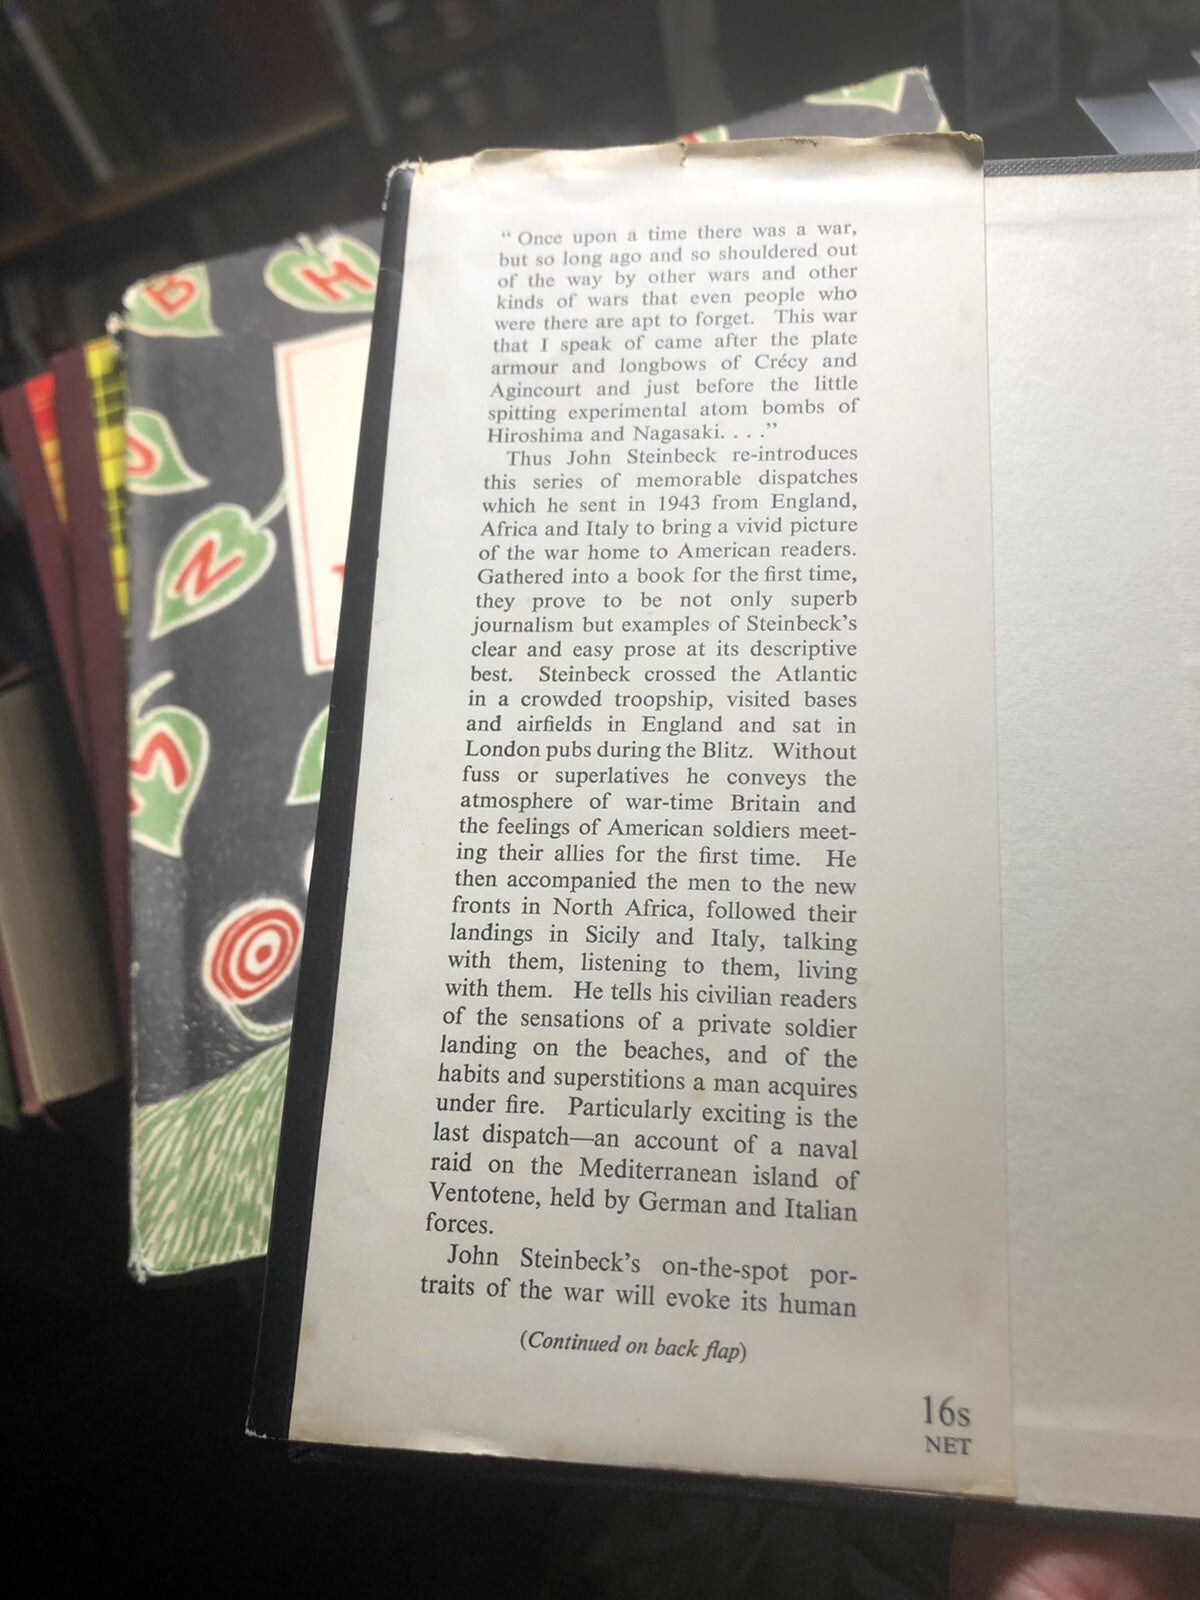 “ Once upon a time there was a war,
but so long ago and so shouldered out
of the way by other wars and other
kinds of wars that even people who
were there are apt to forget. This war
that I speak of came after the plate
armour and longbows of Crécy and
Agincourt and just before the little
spitting experimental atom bombs of
Hiroshima and Nagasaki. . . .”
Thus John Steinbeck re-introduces
this series of memorable dispatches
which he sent in 1943 from England,
Africa and Italy to bring a vivid picture
of the war home to American readers.
Gathered into a book for the first time,
they prove to be not only superb
journalism but examples of Steinbeck’s
clear and easy prose at its descriptive
best. Steinbeck crossed the Atlantic
in a crowded troopship, visited bases
and airfields in England and sat in
London pubs during the Blitz. Without
fuss or superlatives he conveys the
atmosphere of war-time Britain and
the feelings of American soldiers meet-
ing their allies for the first time. He
then accompanied the men to the new
fronts in North Africa, followed their
landings in Sicily and Italy, talking
with them, listening to them, living
with them. He tells his civilian readers
of the sensations of a private soldier
landing on the beaches, and of the
habits and superstitions a man acquires
under fire. Particularly exciting is the
last dispatch—an account of a naval
raid on the Mediterranean island of
Ventotene, held by German and Italian
forces.
John Steinbeck’s on-the-spot por-
traits of the war will evoke its human
(Continued on back flap)
16s
NET
B
H
N